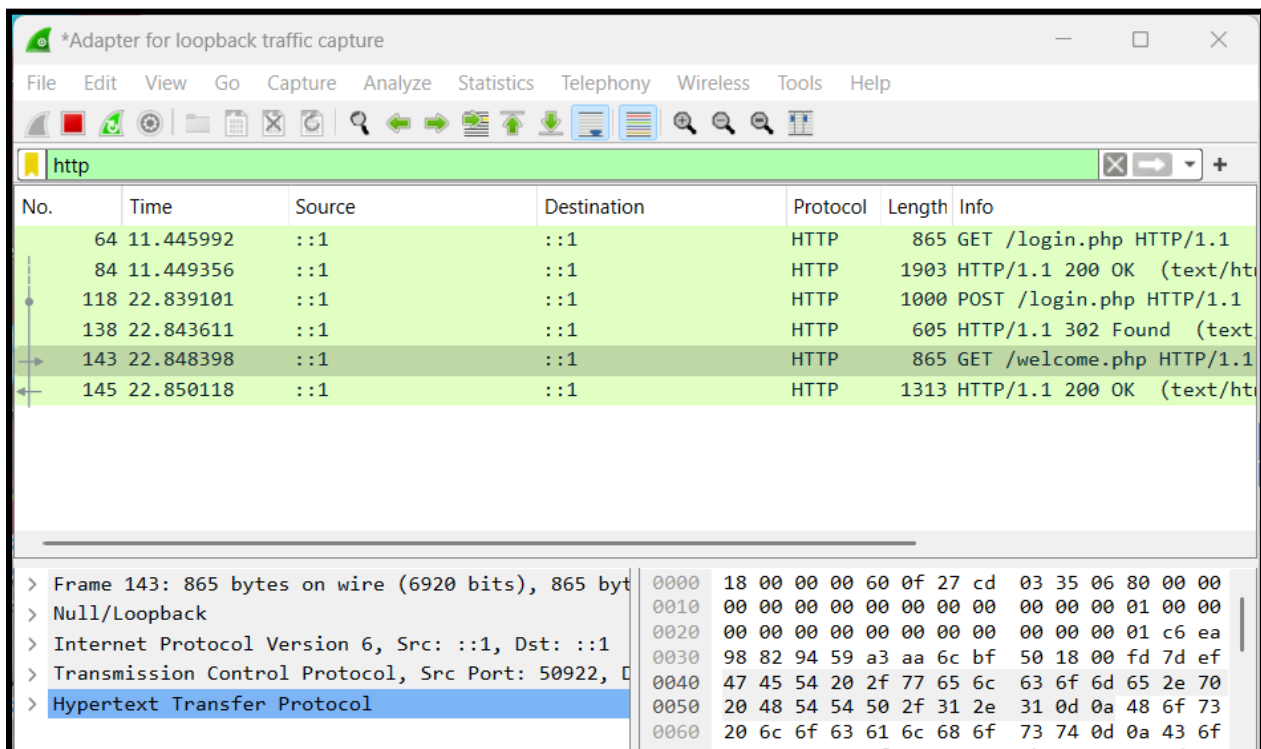 *Adapter for loopback traffic capture
File Edit View Go Capture Analyze Statistics Telephony Wireless Tools Help
http
No. Time Source Destination Protocol Length Info
64 11.445992 ::1 ::1 HTTP 865 GET /login.php HTTP/1.1
84 11.449356 ::1 ::1 HTTP 1903 HTTP/1.1 200 OK (text/ht
118 22.839101 ::1 ::1 HTTP 1000 POST /login.php HTTP/1.1
138 22.843611 ::1 ::1 HTTP 605 HTTP/1.1 302 Found (text
143 22.848398 ::1 ::1 HTTP 865 GET /welcome.php HTTP/1.1
145 22.850118 ::1 ::1 HTTP 1313 HTTP/1.1 200 OK (text/ht
> Frame 143: 865 bytes on wire (6920 bits), 865 byt
> Null/Loopback
> Internet Protocol Version 6, Src: ::1, Dst: ::1
> Transmission Control Protocol, Src Port: 50922, D
> Hypertext Transfer Protocol
0000 18 00 00 00 60 0f 27 cd 03 35 06 80 00 00
0010 00 00 00 00 00 00 00 00 00 00 00 01 00 00
0020 00 00 00 00 00 00 00 00 00 00 00 01 c6 ea
0030 98 82 94 59 a3 aa 6c bf 50 18 00 fd 7d ef
0040 47 45 54 20 2f 77 65 6c 63 6f 6d 65 2e 70
0050 20 48 54 54 50 2f 31 2e 31 0d 0a 48 6f 73
0060 20 6c 6f 63 61 6c 68 6f 73 74 0d 0a 43 6f